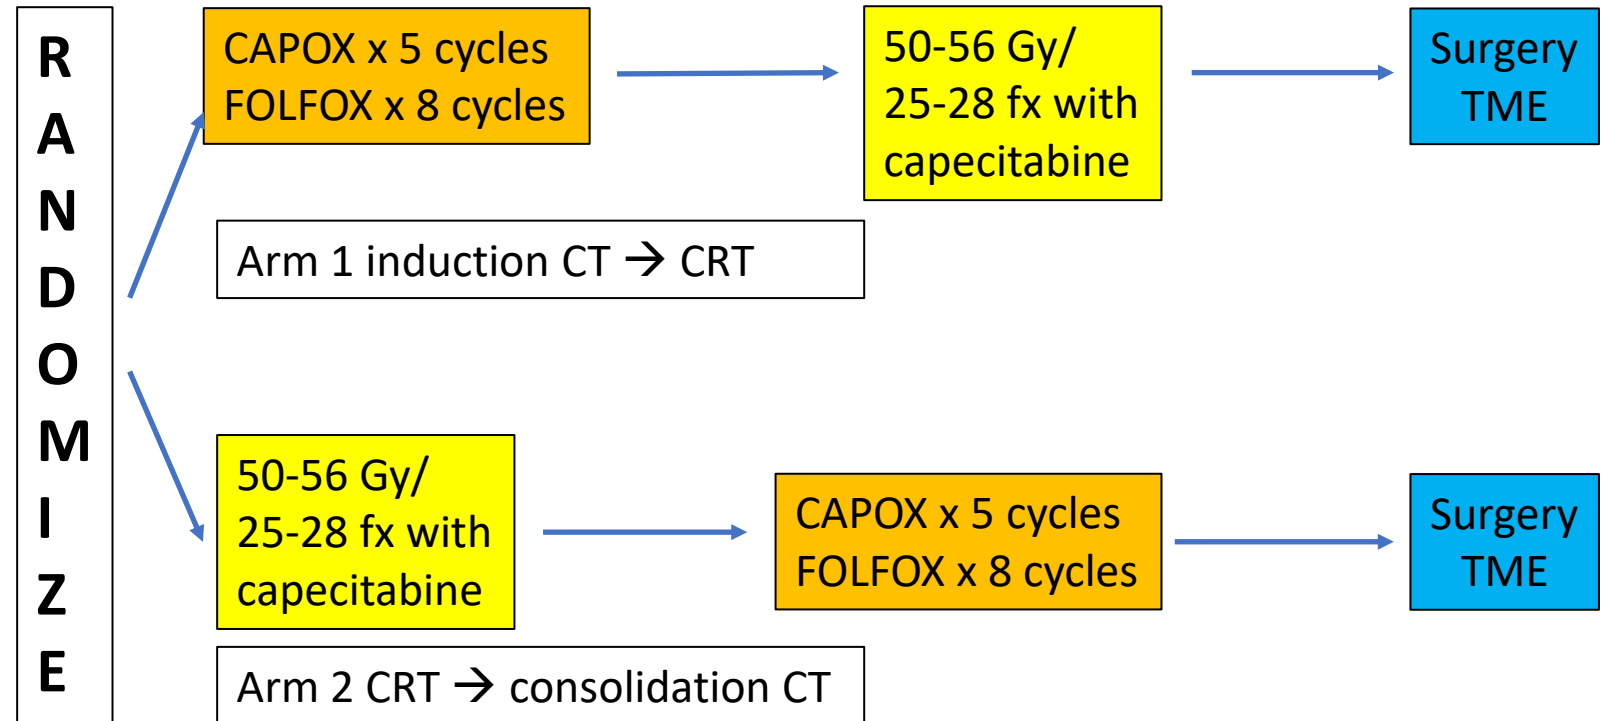 RANDOMIZE
CAPOX x 5 cycles
FOLFOX x 8 cycles
50-56 Gy/
25-28 fx with
capecitabine
Surgery
TME
Arm 1 induction CT → CRT
50-56 Gy/
25-28 fx with
capecitabine
CAPOX x 5 cycles
FOLFOX x 8 cycles
Surgery
TME
Arm 2 CRT → consolidation CT